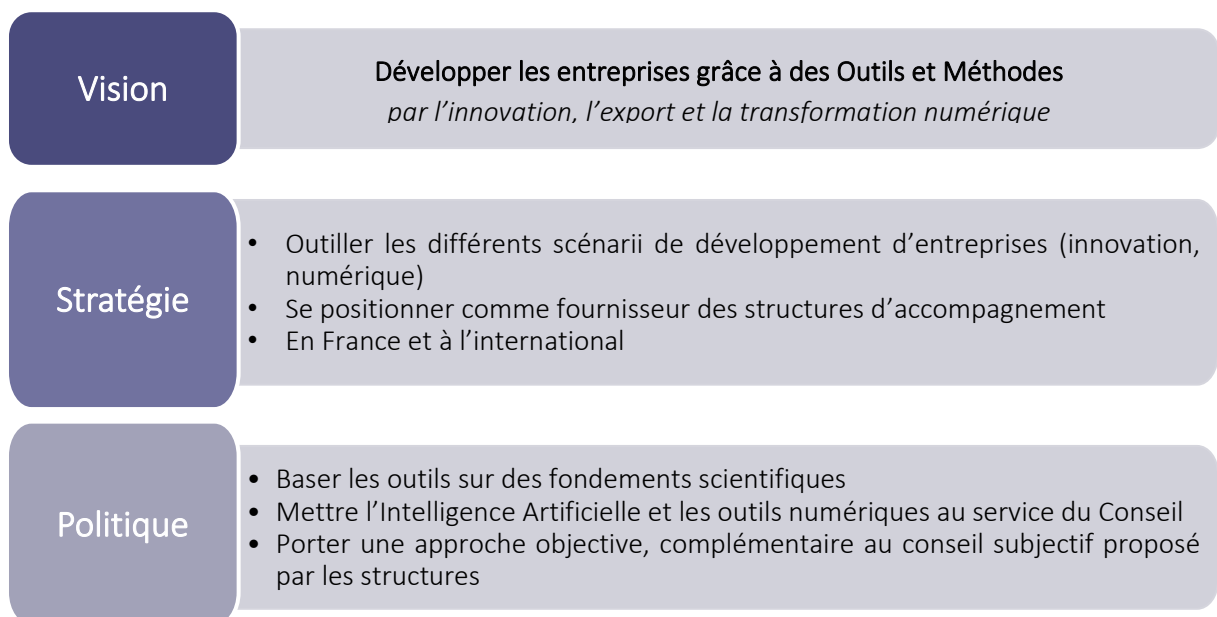 Vision
Développer les entreprises grâce à des Outils et Méthodes
par l’innovation, l’export et la transformation numérique
Stratégie
• Outiller les différents scénarii de développement d’entreprises (innovation,
numérique)
• Se positionner comme fournisseur des structures d’accompagnement
• En France et à l’international
Politique
• Baser les outils sur des fondements scientifiques
• Mettre l’Intelligence Artificielle et les outils numériques au service du Conseil
• Porter une approche objective, complémentaire au conseil subjectif proposé
par les structures